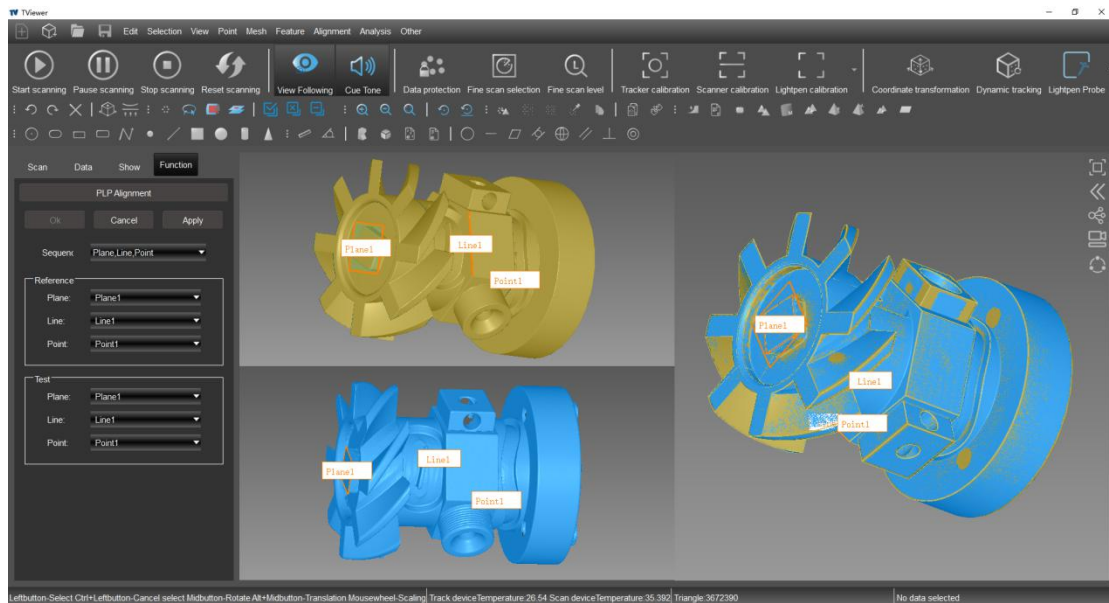 TViewer
Edit Selection View Point Mesh Feature Alignment Analysis Other
Start scanning Pause scanning Stop scanning Reset scanning View Following Cue Tone Data protection Fine scan selection Fine scan level Tracker calibration Scanner calibration Lightpen calibration Coordinate transformation Dynamic tracking Lightpen Probe
Scan Data Show Function
PLP Alignment
Ok Cancel Apply
Sequenc Plane,Line,Point
Reference
Plane: Plane1
Line: Line1
Point: Point1
Test
Plane: Plane1
Line: Line1
Point: Point1
Plane1
Line1
Point1
Plane1
Line1
Point1
Plane1
Line1
Point1
Leftbutton-Select Ctrl+Leftbutton-Cancel select Midbutton-Rotate Alt+Midbutton-Translation Mousewheel-Scaling Track deviceTemperature:26.54 Scan deviceTemperature:35.392 Triangle:3672390 No data selected